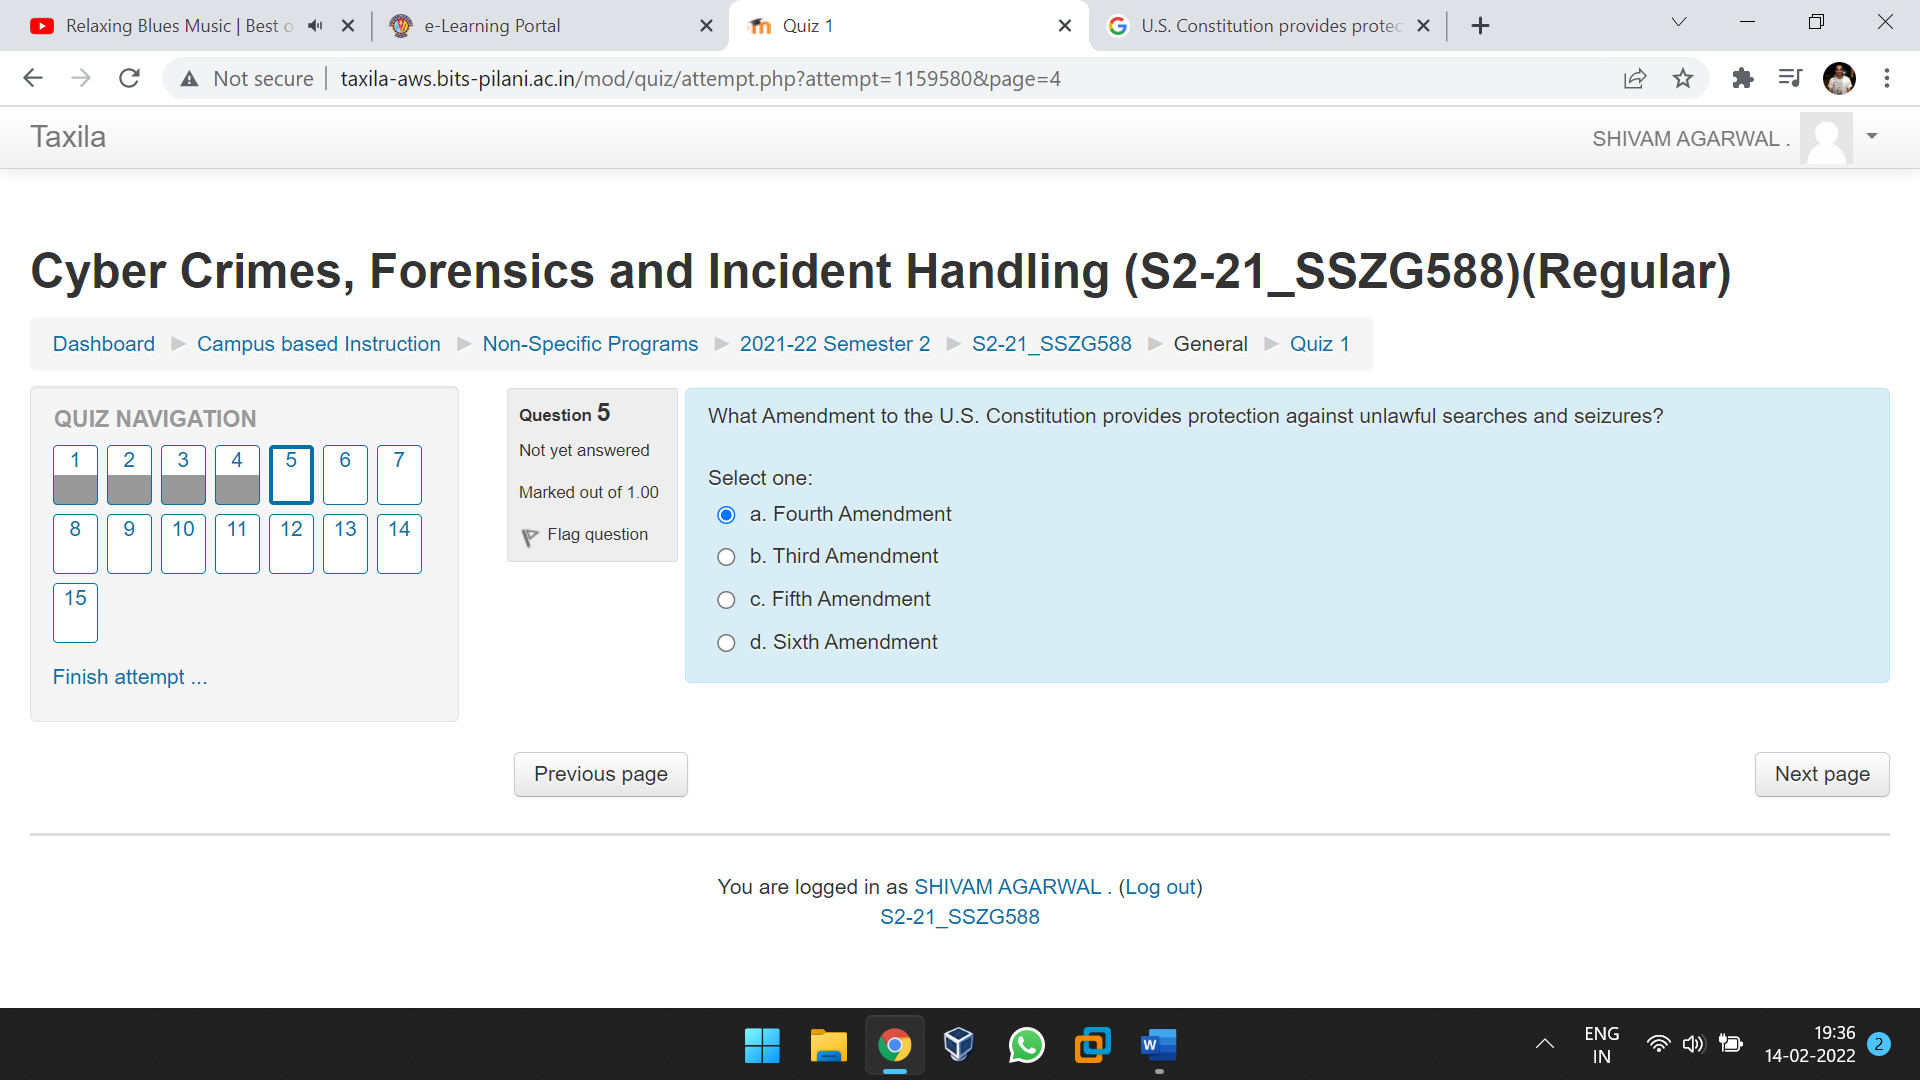 Relaxing Blues Music | Best o
e-Learning Portal
Quiz 1
U.S. Constitution provides protec
Not secure
taxila-aws.bits-pilani.ac.in/mod/quiz/attempt.php?attempt=1159580&page=4
Taxila
SHIVAM AGARWAL .
Cyber Crimes, Forensics and Incident Handling (S2-21_SSZG588)(Regular)
Dashboard ► Campus based Instruction ► Non-Specific Programs ► 2021-22 Semester 2 ► S2-21_SSZG588 ► General ► Quiz 1
QUIZ NAVIGATION
1 2 3 4 5 6 7
8 9 10 11 12 13 14
15
Finish attempt ...
Question 5
Not yet answered
Marked out of 1.00
Flag question
What Amendment to the U.S. Constitution provides protection against unlawful searches and seizures?
Select one:
a. Fourth Amendment
b. Third Amendment
c. Fifth Amendment
d. Sixth Amendment
Previous page
Next page
You are logged in as SHIVAM AGARWAL . (Log out)
S2-21_SSZG588
W
ENG
IN
19:36
14-02-2022
2